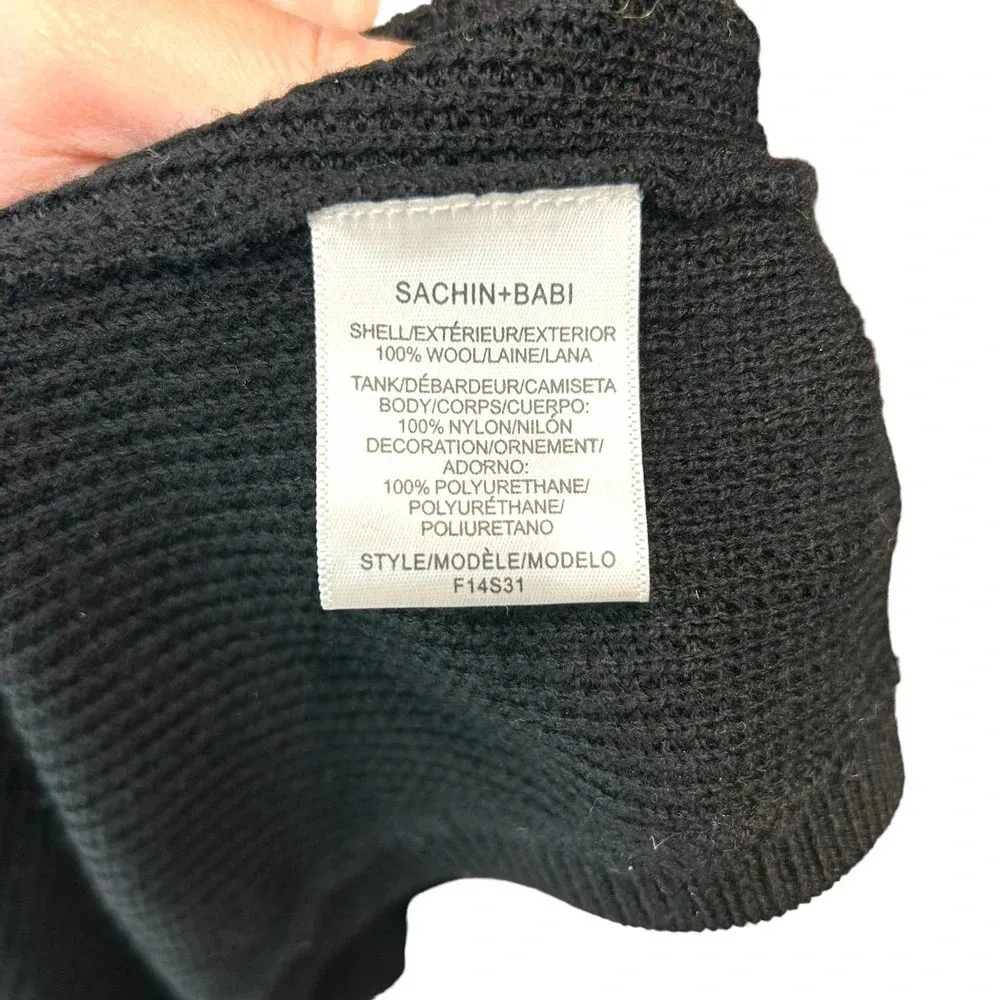 SACHIN+BABI
SHELL/EXTÉRIEUR/EXTERIOR
100% WOOL/LAINE/LANA
TANK/DÉBARDEUR/CAMISETA
BODY/CORPS/CUERPO:
100% NYLON/NILÓN
DECORATION/ORNEMENT/
ADORNO:
100% POLYURETHANE/
POLYURÉTHANE/
POLIURETANO
STYLE/MODÈLE/MODELO
F14S31